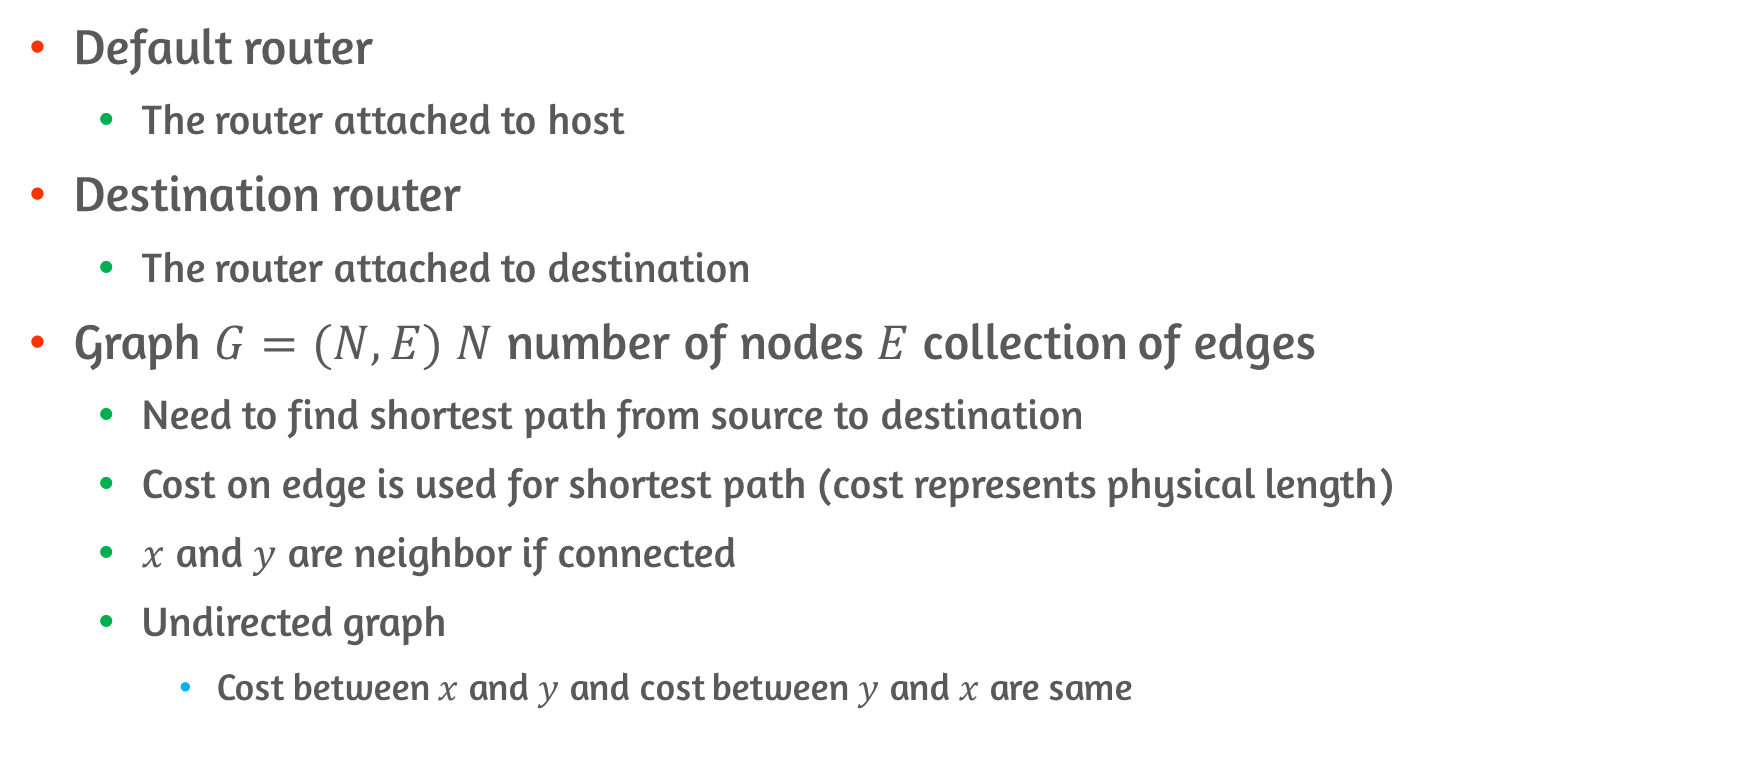 • Default router
• The router attached to host
• Destination router
• The router attached to destination
• Graph G = (N, E) N number of nodes E collection of edges
• Need to find shortest path from source to destination
• Cost on edge is used for shortest path (cost represents physical length)
• x and y are neighbor if connected
• Undirected graph
• Cost between x and y and cost between y and x are same